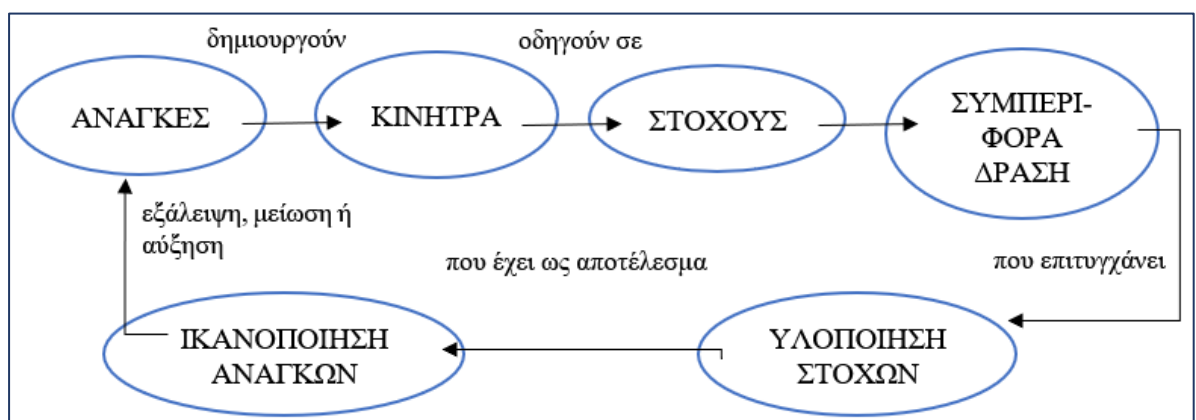 δημιουργούν
οδηγούν σε
ΑΝΑΓΚΕΣ
ΚΙΝΗΤΡΑ
ΣΤΟΧΟΥΣ
ΣΥΜΠΕΡΙ-
ΦΟΡΑ
ΔΡΑΣΗ
εξάλειψη, μείωση ή
αύξηση
που έχει ως αποτέλεσμα
που επιτυγχάνει
ΙΚΑΝΟΠΟΙΗΣΗ
ΑΝΑΓΚΩΝ
ΥΛΟΠΟΙΗΣΗ
ΣΤΟΧΩΝ